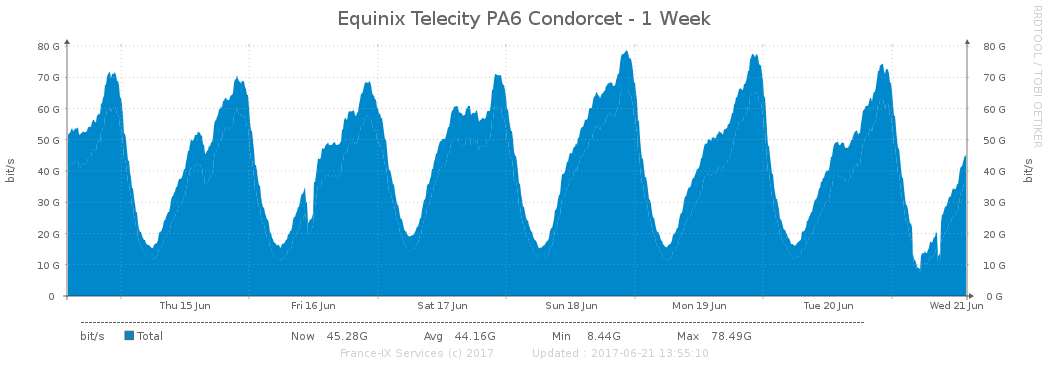 Equinix Telecity PA6 Condorcet - 1 Week
RRDTOOL / TOBI OETIKER
bit/s
80 G
70 G
60 G
50 G
40 G
30 G
20 G
10 G
0
80 G
70 G
60 G
50 G
40 G
30 G
20 G
10 G
0 G
bit/s
Thu 15 Jun Fri 16 Jun Sat 17 Jun Sun 18 Jun Mon 19 Jun Tue 20 Jun Wed 21 Jun
bit/s Total Now 45.28G Avg 44.16G Min 8.44G Max 78.49G
France-IX Services (c) 2017 Updated : 2017-06-21 13:55:10